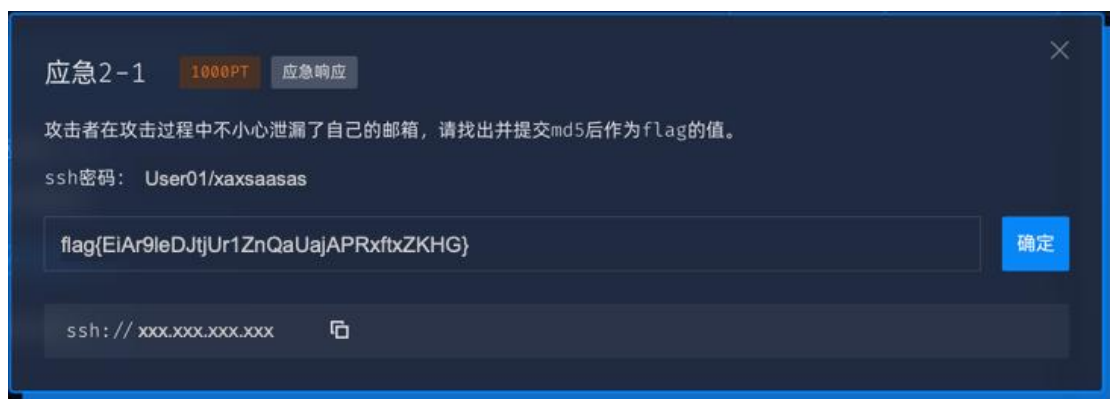 应急2-1 1000PT 应急响应
攻击者在攻击过程中不小心泄漏了自己的邮箱，请找出并提交md5后作为flag的值。
ssh密码： User01/xaxsaasas
flag{EiAr9leDJtjUr1ZnQaUajAPRxftxZKHG} 确定
ssh://xxx.xxx.xxx.xxx